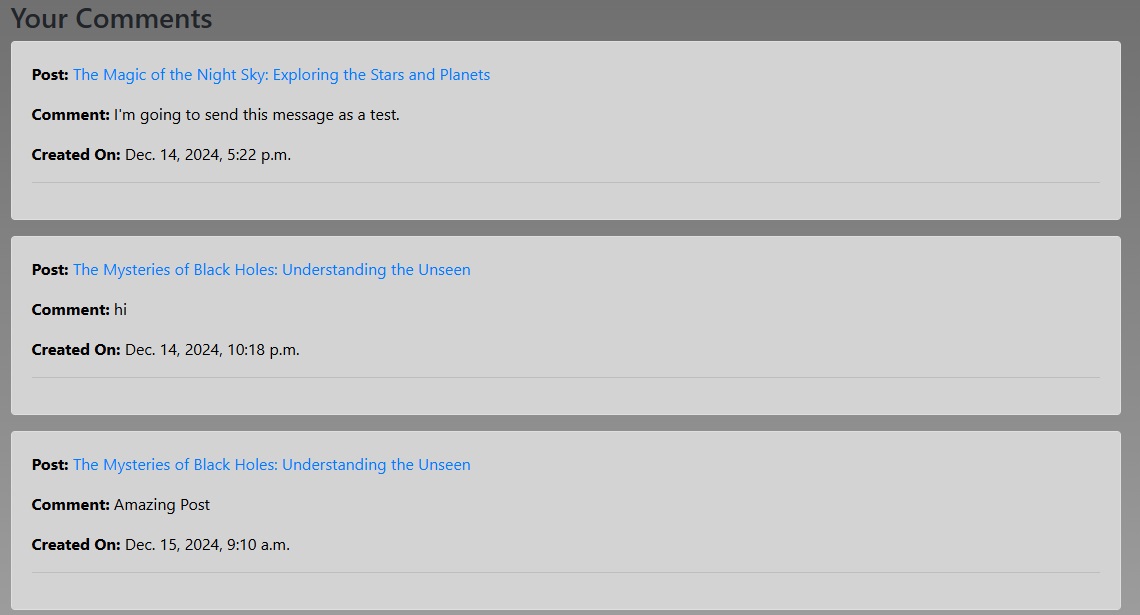 Your Comments
Post: The Magic of the Night Sky: Exploring the Stars and Planets
Comment: I'm going to send this message as a test.
Created On: Dec. 14, 2024, 5:22 p.m.
Post: The Mysteries of Black Holes: Understanding the Unseen
Comment: hi
Created On: Dec. 14, 2024, 10:18 p.m.
Post: The Mysteries of Black Holes: Understanding the Unseen
Comment: Amazing Post
Created On: Dec. 15, 2024, 9:10 a.m.